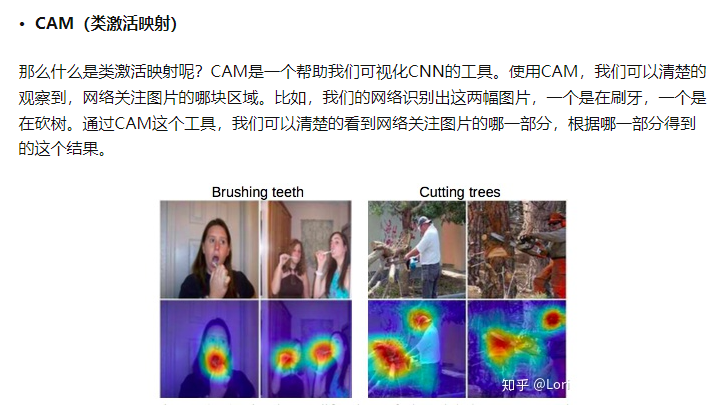 • CAM（类激活映射）
那么什么是类激活映射呢？CAM是一个帮助我们可视化CNN的工具。使用CAM，我们可以清楚的
观察到，网络关注图片的哪块区域。比如，我们的网络识别出这两幅图片，一个是在刷牙，一个是
在砍树。通过CAM这个工具，我们可以清楚的看到网络关注图片的哪一部分，根据哪一部分得到
的这个结果。
Brushing teeth Cutting trees
知乎